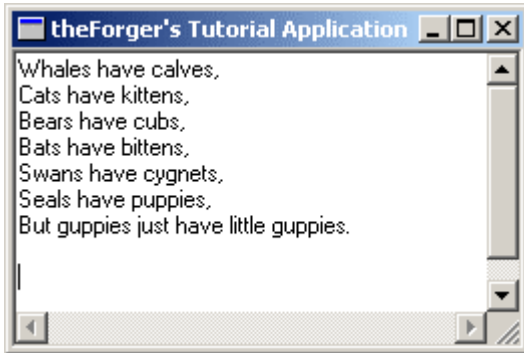 theForger's Tutorial Application
Whales have calves,
Cats have kittens,
Bears have cubs,
Bats have bittens,
Swans have cygnets,
Seals have puppies,
But guppies just have little guppies.